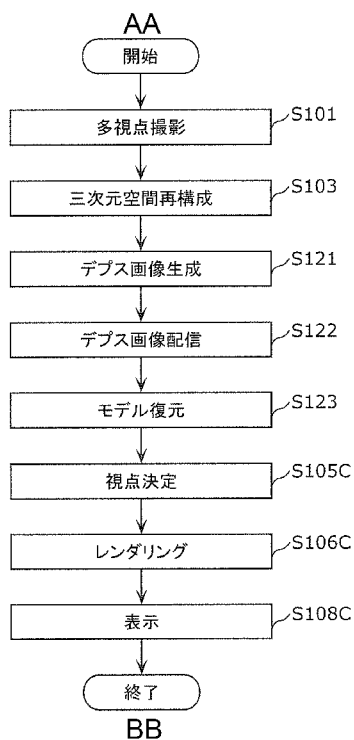 AA
開始
多視点撮影
S101
三次元空間再構成
S103
デプス画像生成
S121
デプス画像配信
S122
モデル復元
S123
視点決定
S105C
レンダリング
S106C
表示
S108C
終了
BB